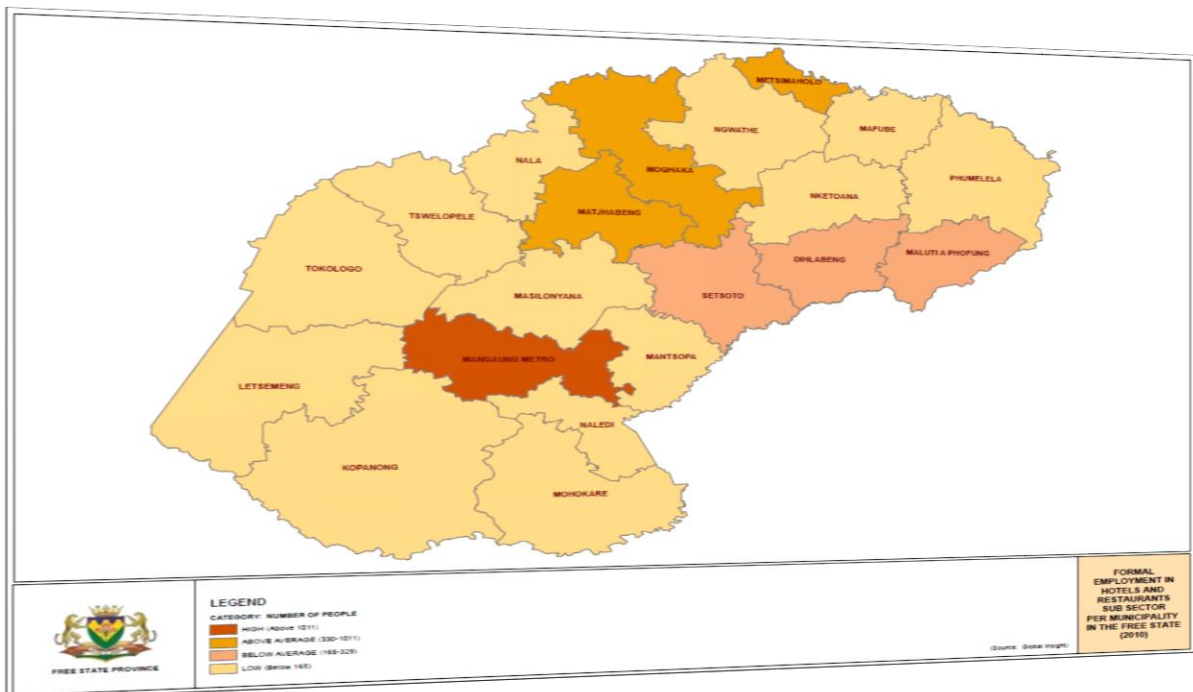 METSIMAHOLO
NGWATHE
MAFUBE
NALA
MOQHAKA
PHUMELELA
NKETOANA
TSWELOPELE
MATJHABENG
TOKOLOGO
DIHLABENG
MALUTI A PHOFUNG
MASILONYANA
SETSOTO
MANGAUNG METRO
MANTSOPA
LETSEMENG
NALEDI
KOPANONG
MOHOKARE
FREE STATE PROVINCE
LEGEND
CATEGORY: NUMBER OF PEOPLE
HIGH (Above 1011)
ABOVE AVERAGE (330-1011)
BELOW AVERAGE (165-329)
LOW (Below 165)
(Source: Global Insight)
FORMAL
EMPLOYMENT IN
HOTELS AND
RESTAURANTS
SUB SECTOR
PER MUNICIPALITY
IN THE FREE STATE
(2010)